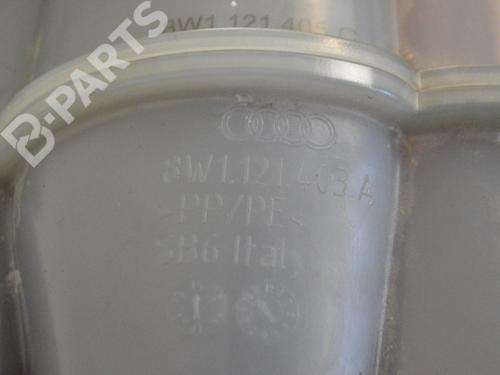 8W1.121.405.C
B-PARTS
8W1.121.403.A
>PP/PE<
SB6 Italy